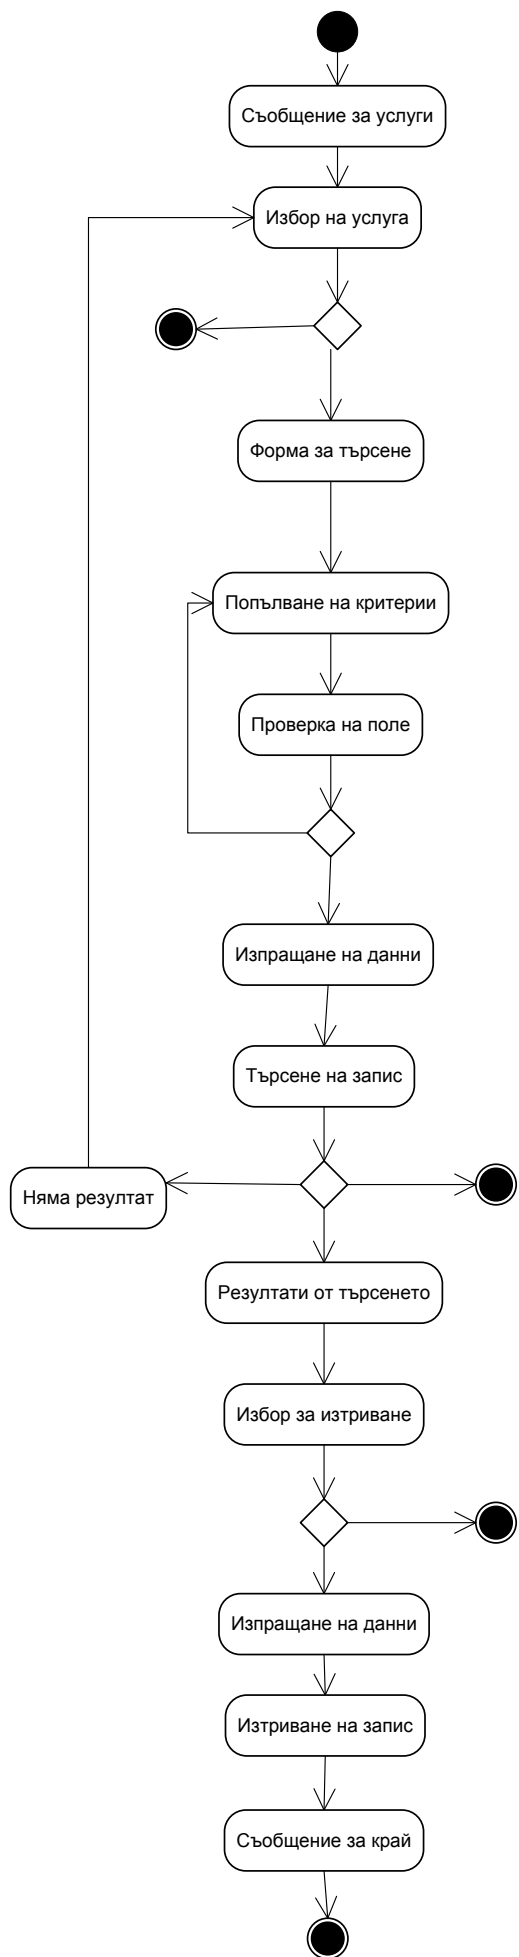 Съобщение за услуги
Избор на услуга
Форма за търсене
Попълване на критерии
Проверка на поле
Изпращане на данни
Търсене на запис
Няма резултат
Резултати от търсенето
Избор за изтриване
Изпращане на данни
Изтриване на запис
Съобщение за край